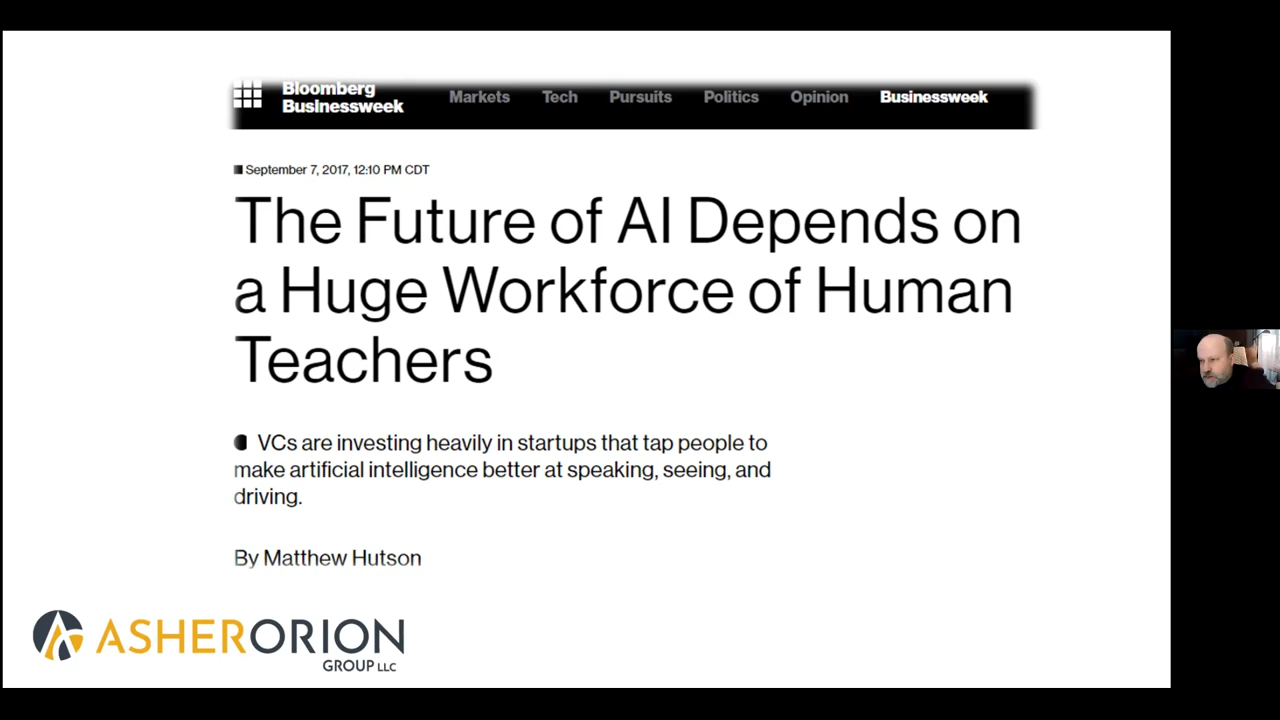 Bloomberg
Businessweek
Markets Tech Pursuits Politics Opinion Businessweek
September 7, 2017, 12:10 PM CDT
The Future of AI Depends on
a Huge Workforce of Human
Teachers
VCs are investing heavily in startups that tap people to
make artificial intelligence better at speaking, seeing, and
driving.
By Matthew Hutson
ASHERORION
GROUP LLC